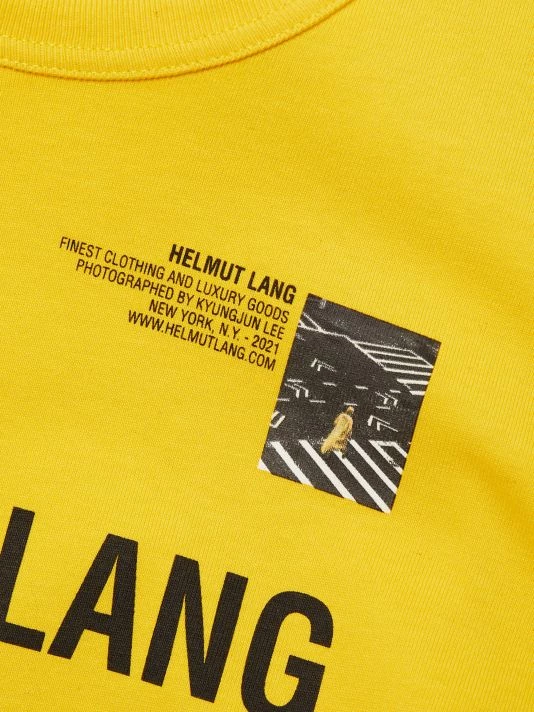 HELMUT LANG
FINEST CLOTHING AND LUXURY GOODS
PHOTOGRAPHED BY KYUNGJUN LEE
NEW YORK, N.Y. - 2021
WWW.HELMUTLANG.COM
LANG